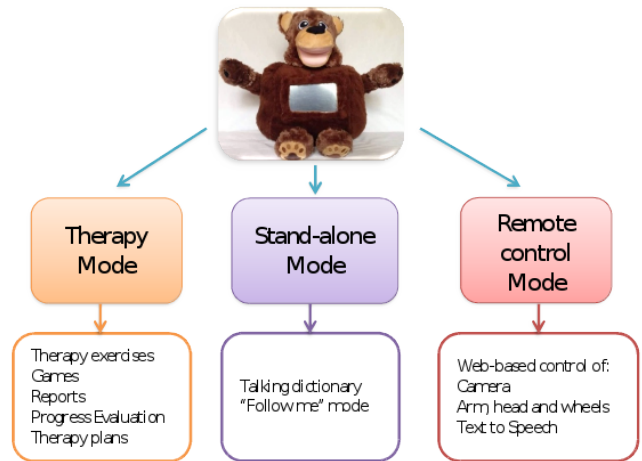 Therapy
Mode
Stand-alone
Mode
Remote
control
Mode
Therapy exercises
Games
Reports
Progress Evaluation
Therapy plans
Talking dictionary
"Follow me" mode
Web-based control of:
Camera
Arm, head and wheels
Text to Speech